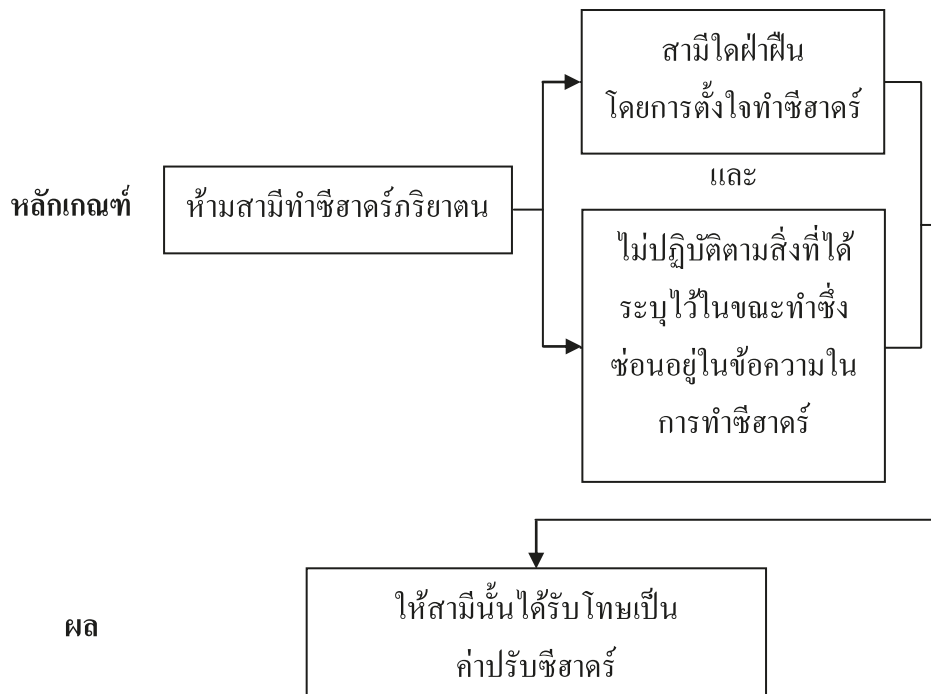 สามีใดฝ่าฝืน
โดยการตั้งใจทำซีฮาดร์
และ
หลักเกณฑ์
ห้ามสามีทำซีฮาดร์ภริยาตน
ไม่ปฏิบัติตามสิ่งที่ได้
ระบุไว้ในขณะทำซึ่ง
ซ่อนอยู่ในข้อความใน
การทำซีฮาดร์
ผล
ให้สามีนั้นได้รับโทษเป็น
ค่าปรับซีฮาดร์